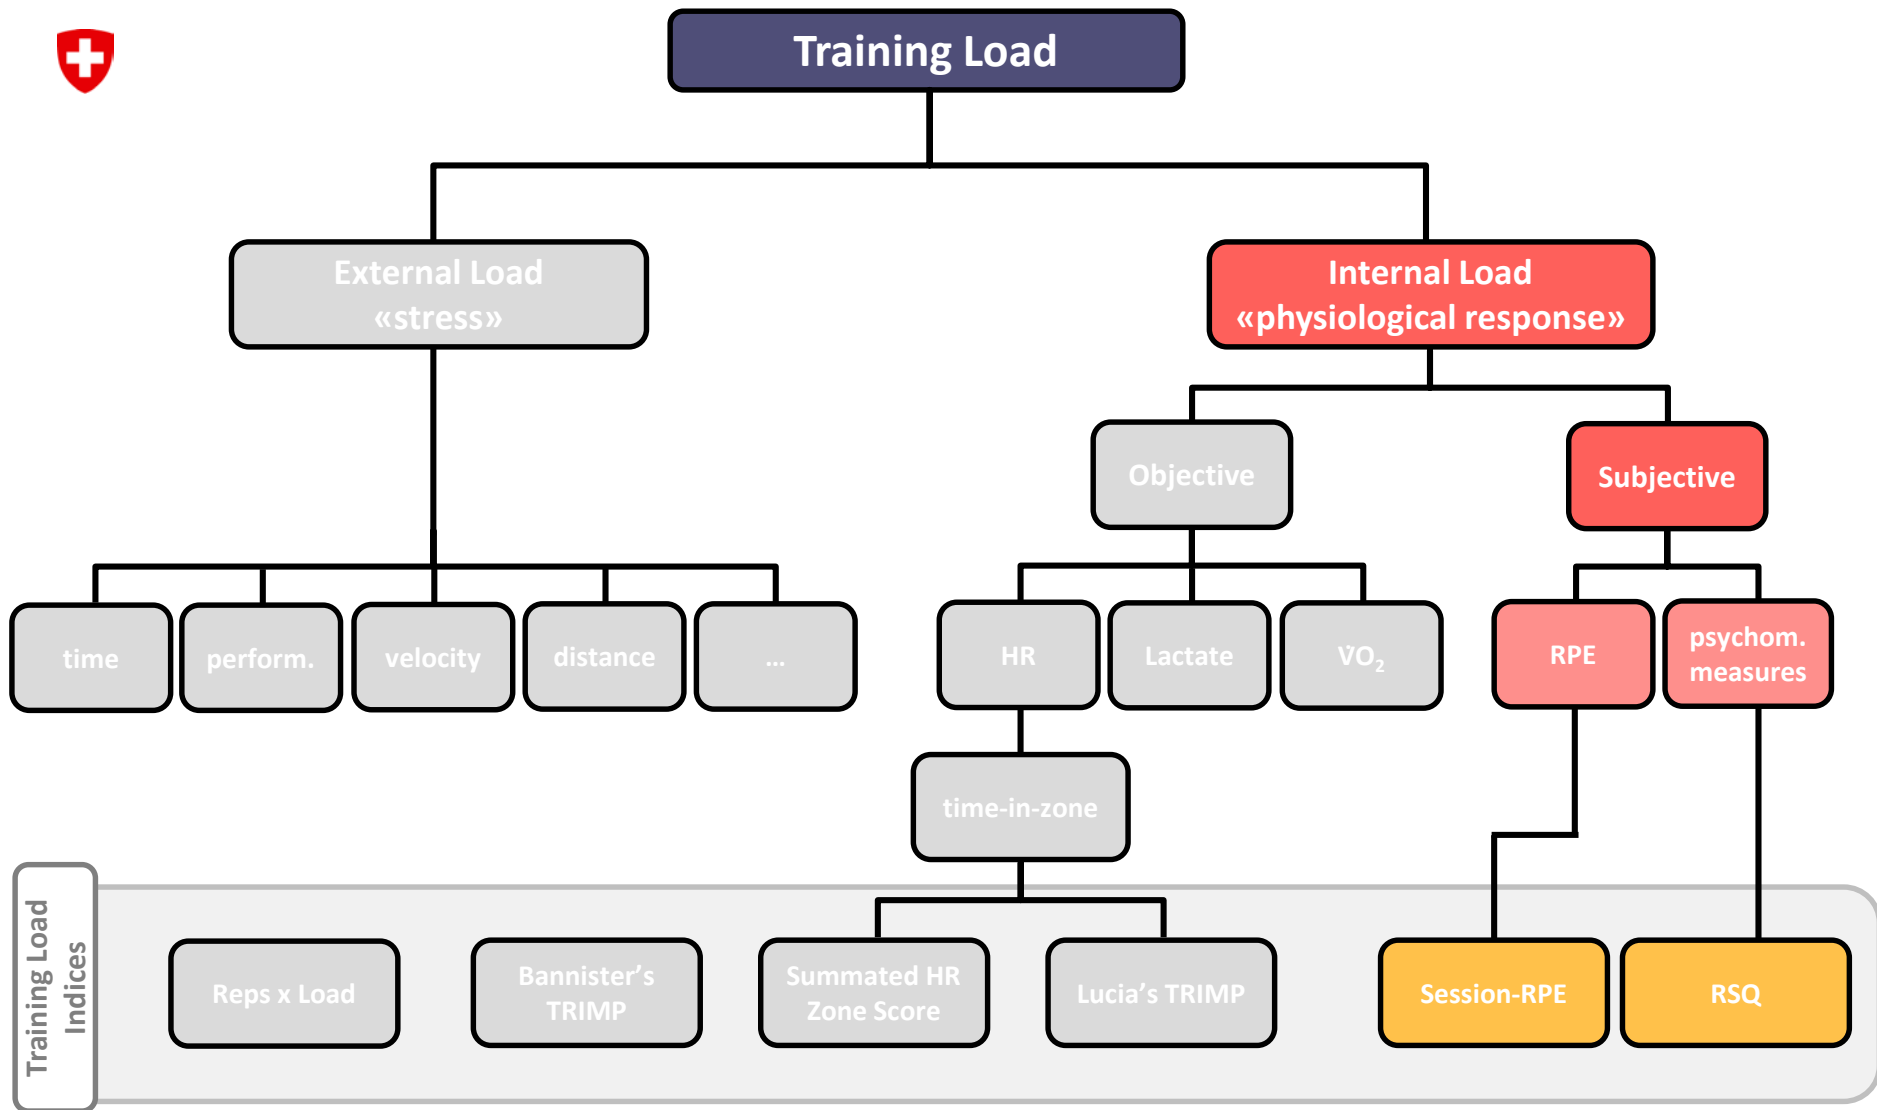 Training Load
External Load
«stress»
Internal Load
«physiological response»
Objective
Subjective
time
perform.
velocity
distance
...
HR
Lactate
V̇O₂
RPE
psychom.
measures
time-in-zone
Training Load
Indices
Reps x Load
Bannister’s
TRIMP
Summated HR
Zone Score
Lucia’s TRIMP
Session-RPE
RSQ